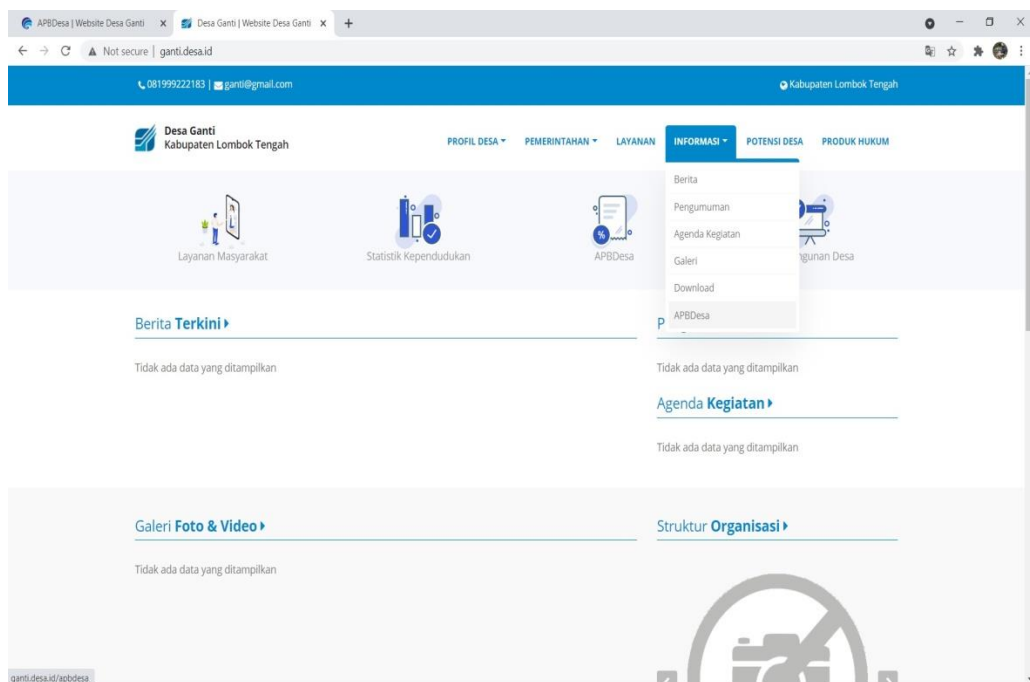 APBDesa | Website Desa Ganti
Desa Ganti | Website Desa Ganti
Not secure | ganti.desa.id
081999222183 | ganti@gmail.com
Kabupaten Lombok Tengah
Desa Ganti
Kabupaten Lombok Tengah
PROFIL DESA
PEMERINTAHAN
LAYANAN
INFORMASI
POTENSI DESA
PRODUK HUKUM
Berita
Pengumuman
Agenda Kegiatan
Galeri
Download
APBDesa
Layanan Masyarakat
Statistik Kependudukan
APBDesa
ngunan Desa
Berita Terkini
P
Tidak ada data yang ditampilkan
Tidak ada data yang ditampilkan
Agenda Kegiatan
Tidak ada data yang ditampilkan
Galeri Foto & Video
Struktur Organisasi
Tidak ada data yang ditampilkan
ganti.desa.id/apbdesa